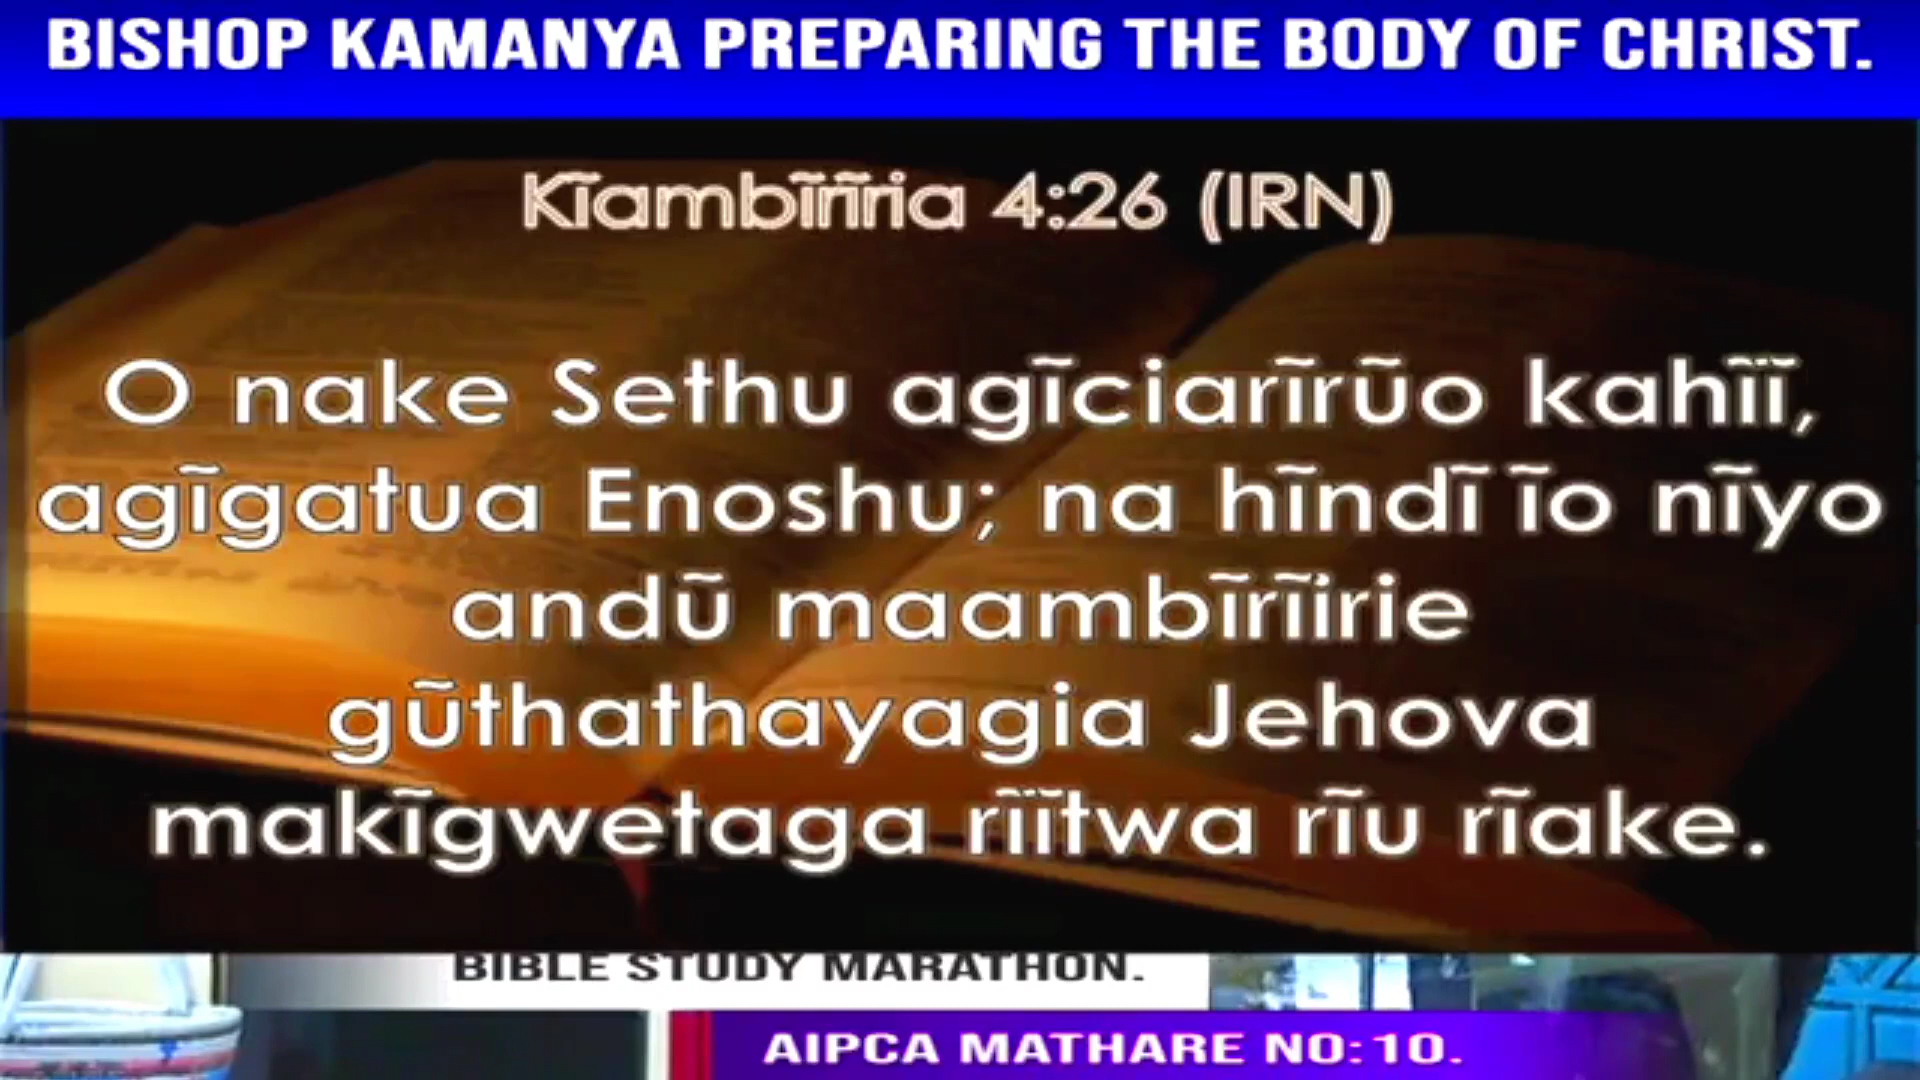 BISHOP KAMANYA PREPARING THE BODY OF CHRIST.
Kĩambĩrĩria 4:26 (IRN)
O nake Sethu agĩciarĩrũo kahĩĩ,
agĩgatua Enoshu; na hĩndĩ ĩo nĩyo
andũ maambĩrĩirie
gũthathayagia Jehova
makĩgwetaga rĩĩtwa rĩu rĩake.
BIBLE STUDY MARATHON.
AIPCA MATHARE NO:10.